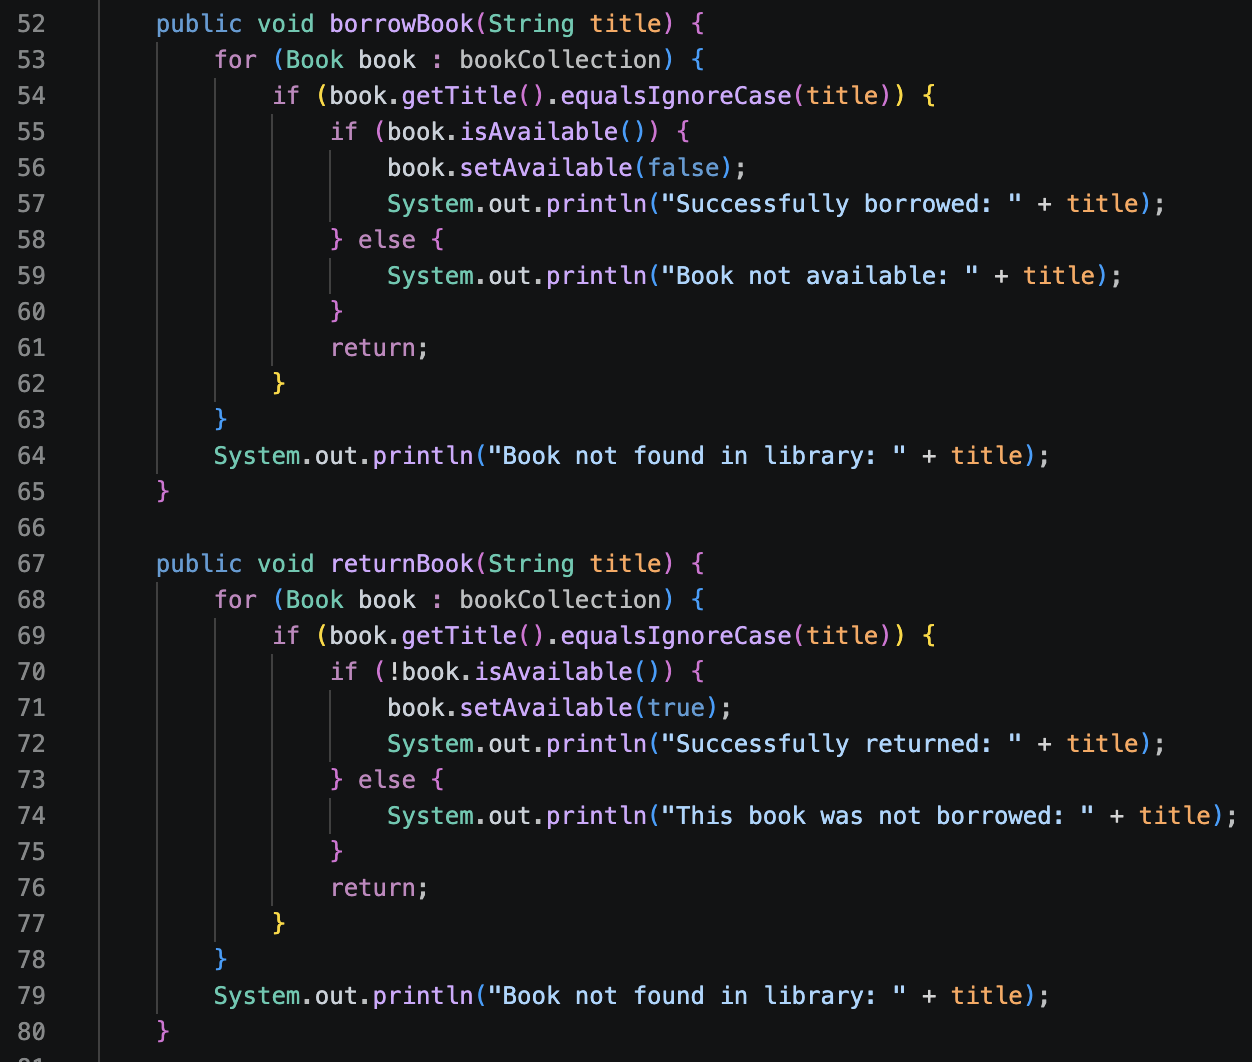 52 public void borrowBook(String title) {
53 for (Book book : bookCollection) {
54 if (book.getTitle().equalsIgnoreCase(title)) {
55 if (book.isAvailable()) {
56 book.setAvailable(false);
57 System.out.println("Successfully borrowed: " + title);
58 } else {
59 System.out.println("Book not available: " + title);
60 }
61 return;
62 }
63 }
64 System.out.println("Book not found in library: " + title);
65 }
66
67 public void returnBook(String title) {
68 for (Book book : bookCollection) {
69 if (book.getTitle().equalsIgnoreCase(title)) {
70 if (!book.isAvailable()) {
71 book.setAvailable(true);
72 System.out.println("Successfully returned: " + title);
73 } else {
74 System.out.println("This book was not borrowed: " + title);
75 }
76 return;
77 }
78 }
79 System.out.println("Book not found in library: " + title);
80 }